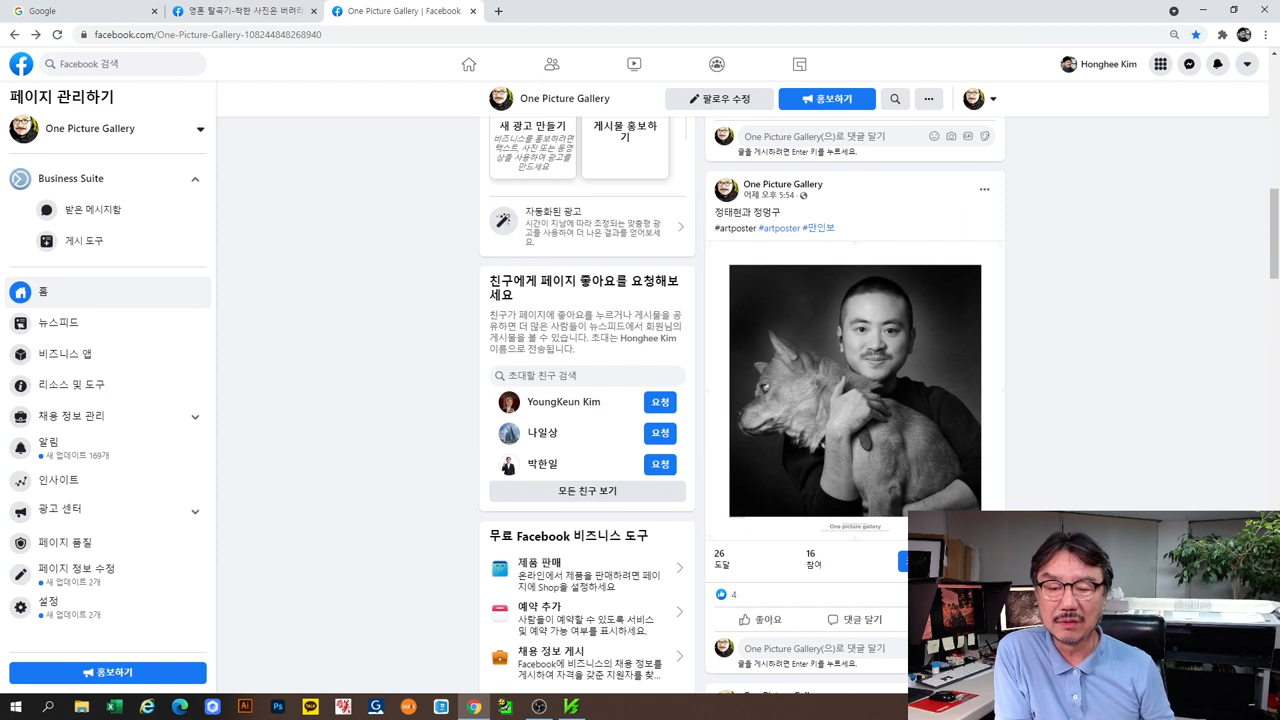 Google
영혼 탈곡기-착한 사진은 버려라
One Picture Gallery | Facebook
facebook.com/One-Picture-Gallery-108244848268940
Facebook 검색
Honghee Kim
페이지 관리하기
One Picture Gallery
Business Suite
받은 메시지함
게시 도구
홈
뉴스피드
비즈니스 앱
리소스 및 도구
채용 정보 관리
알림
새 업데이트 169개
인사이트
광고 센터
페이지 품질
페이지 정보 수정
새 업데이트 2개
설정
새 업데이트 2개
홍보하기
One Picture Gallery
팔로우 수정
홍보하기
새 광고 만들기
비즈니스를 홍보하려면
텍스트, 사진 또는 동영
상을 사용하여 광고를
만드세요
게시물 홍보하
기
자동화된 광고
시간이 지남에 따라 조정되는 맞춤형 광
고를 사용하여 더 나은 결과를 얻어보세
요.
친구에게 페이지 좋아요를 요청해보
세요
친구가 페이지에 좋아요를 누르거나 게시물을 공
유하면 더 많은 사람들이 뉴스피드에서 회원님의
게시물을 볼 수 있습니다. 초대는 Honghee Kim
이름으로 전송됩니다.
초대할 친구 검색
YoungKeun Kim
요청
나일상
요청
박한일
요청
모든 친구 보기
무료 Facebook 비즈니스 도구
제품 판매
온라인에서 제품을 판매하려면 페이
지에 Shop을 설정하세요
예약 추가
사람들이 예약할 수 있도록 서비스
및 예약 가능 여부를 표시하세요.
채용 정보 게시
Facebook에 비즈니스의 채용 정보를
게시하여 자격을 갖춘 지원자를 찾...
One Picture Gallery(으)로 댓글 달기
글을 게시하려면 Enter 키를 누르세요.
One Picture Gallery
어제 오후 5:54
정태현과 정멍구
#artposter #artposter #만인보
One picture gallery
26
도달
16
참여
4
좋아요
댓글 달기
One Picture Gallery(으)로 댓글 달기
글을 게시하려면 Enter 키를 누르세요.